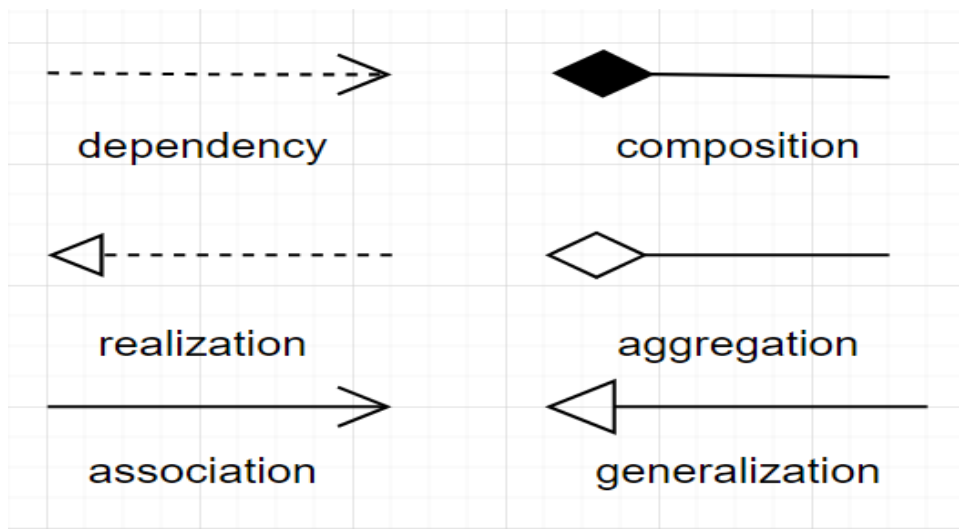 dependency
composition
realization
aggregation
association
generalization